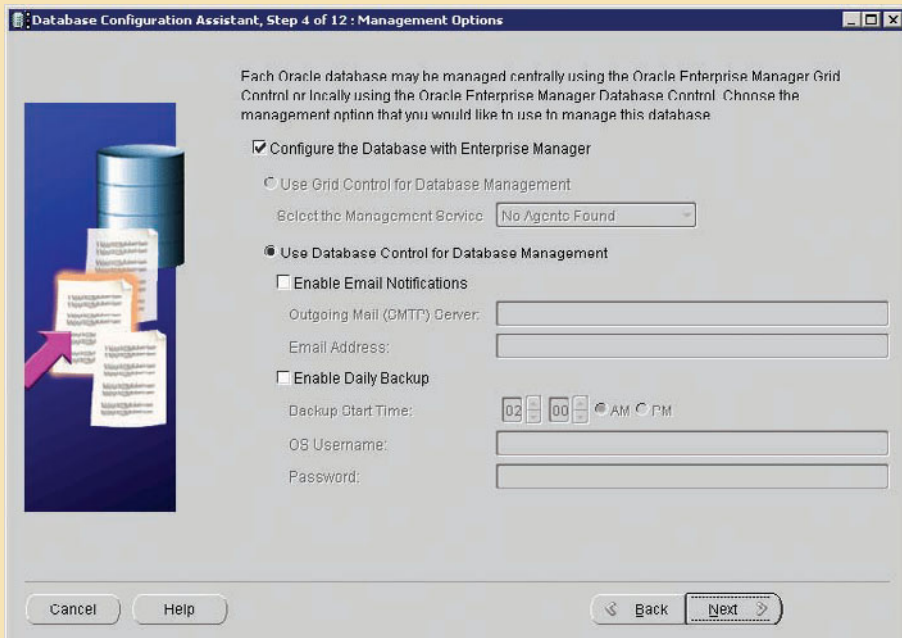 Database Configuration Assistant, Step 4 of 12 : Management Options
Each Oracle database may be managed centrally using the Oracle Enterprise Manager Grid
Control or locally using the Oracle Enterprise Manager Database Control. Choose the
management option that you would like to use to manage this database
Configure the Database with Enterprise Manager
Use Grid Control for Database Management
Select the Management Service No Agents Found
Use Database Control for Database Management
Enable Email Notifications
Outgoing Mail (SMTP) Server:
Email Address:
Enable Daily Backup
Backup Start Time: 02 00 AM PM
OS Username:
Password:
Cancel Help Back Next